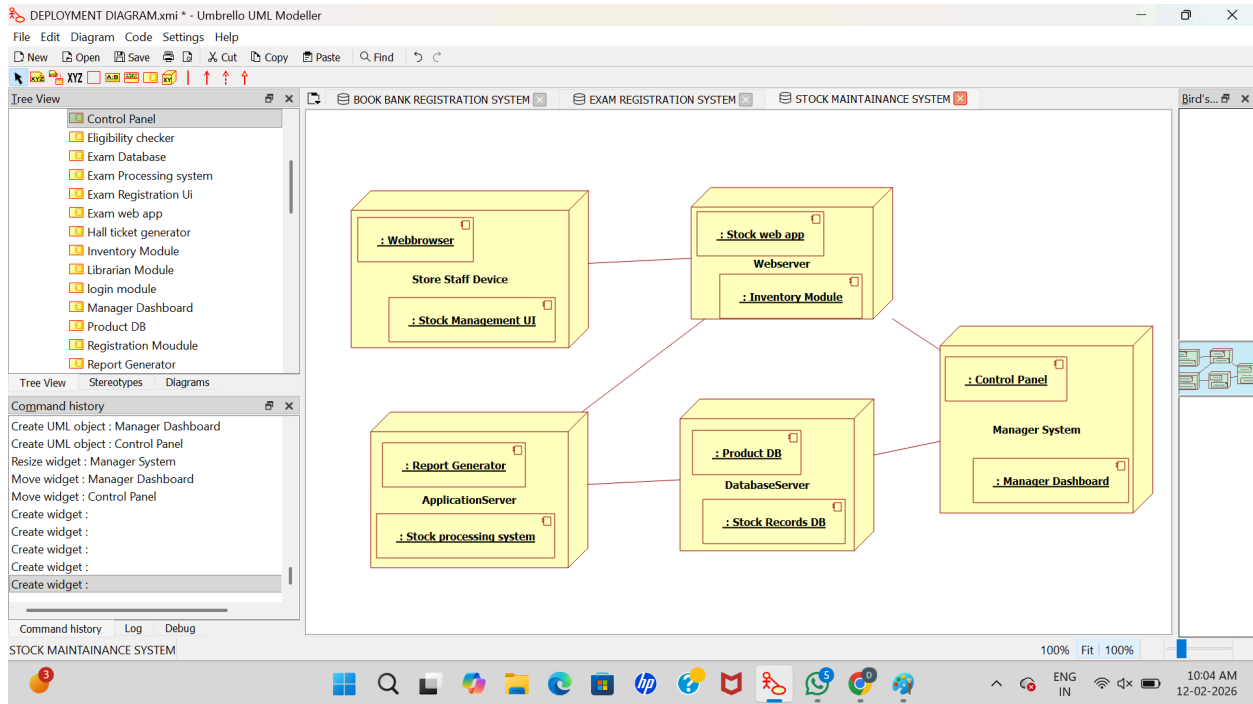 DEPLOYMENT DIAGRAM.xmi * - Umbrello UML Modeller
File Edit Diagram Code Settings Help
New Open Save Cut Copy Paste Find
XYZ XYZ A:B XY
Tree View
BOOK BANK REGISTRATION SYSTEM EXAM REGISTRATION SYSTEM STOCK MAINTAINANCE SYSTEM
Bird's...
Control Panel
Eligibility checker
Exam Database
Exam Processing system
Exam Registration Ui
Exam web app
Hall ticket generator
Inventory Module
Librarian Module
login module
Manager Dashboard
Product DB
Registration Moudule
Report Generator
Tree View Stereotypes Diagrams
Command history
Create UML object : Manager Dashboard
Create UML object : Control Panel
Resize widget : Manager System
Move widget : Manager Dashboard
Move widget : Control Panel
Create widget :
Create widget :
Create widget :
Create widget :
Create widget :
Command history Log Debug
: Webbrowser
Store Staff Device
: Stock Management UI
: Stock web app
Webserver
: Inventory Module
: Control Panel
Manager System
: Manager Dashboard
: Report Generator
ApplicationServer
: Stock processing system
: Product DB
DatabaseServer
: Stock Records DB
STOCK MAINTAINANCE SYSTEM
100% Fit 100%
3
hp
5
0
ENG
IN
10:04 AM
12-02-2026